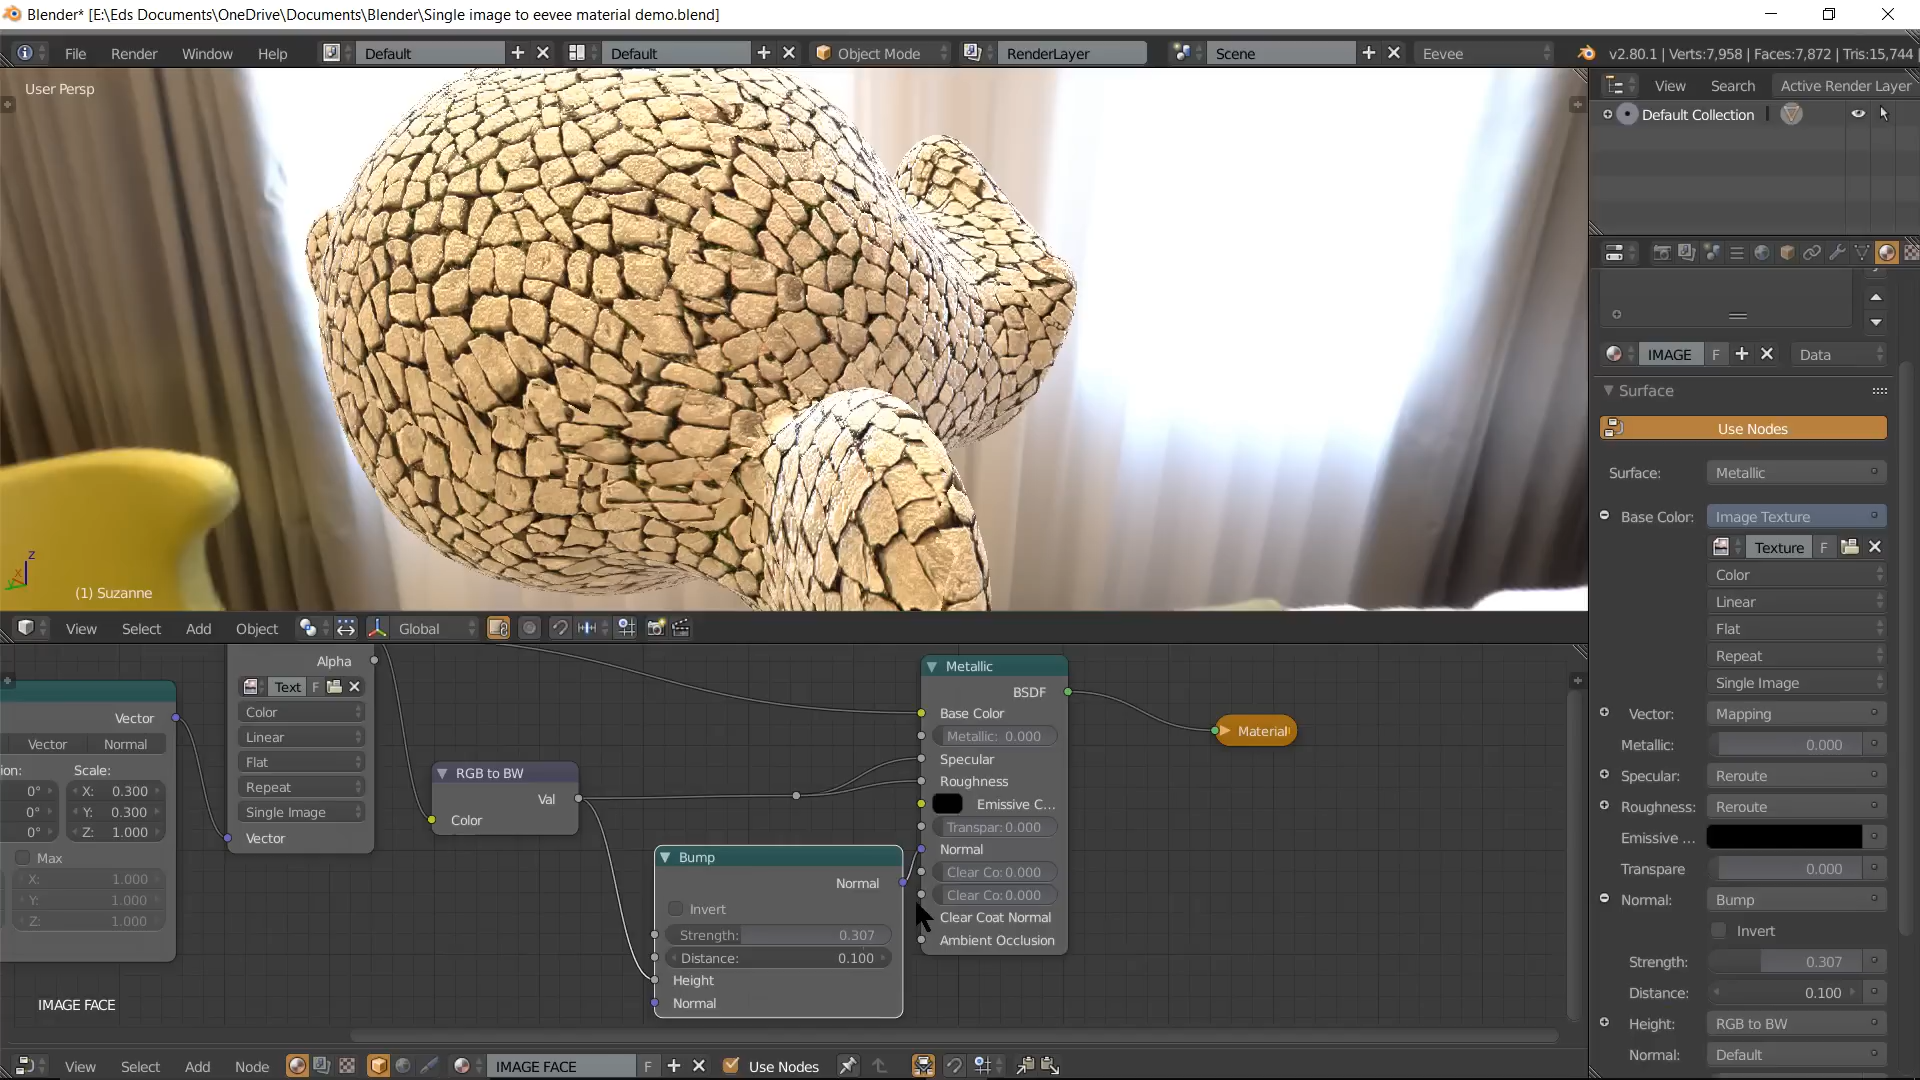 Blender* [E:\Eds Documents\OneDrive\Documents\Blender\Single image to eevee material demo.blend]
File Render Window Help Default Default Object Mode RenderLayer Scene Eevee v2.80.1 | Verts:7,958 | Faces:7,872 | Tris:15,744 |
User Persp
(1) Suzanne
View Select Add Object Global
View Search Active Render Layer
Default Collection
IMAGE F Data
Surface
Use Nodes
Surface: Metallic
Base Color: Image Texture
Texture F
Color
Linear
Flat
Repeat
Single Image
Vector: Mapping
Metallic: 0.000
Specular: Reroute
Roughness: Reroute
Emissive ...
Transpare 0.000
Normal: Bump
Invert
Strength: 0.307
Distance: 0.100
Height: RGB to BW
Normal: Default
Vector
Vector Normal
ion: Scale:
0° X: 0.300
0° Y: 0.300
0° Z: 1.000
Max
X: 1.000
Y: 1.000
Z: 1.000
Alpha
Text F
Color
Linear
Flat
Repeat
Single Image
Vector
RGB to BW
Val
Color
Bump
Normal
Invert
Strength: 0.307
Distance: 0.100
Height
Normal
Metallic
BSDF
Base Color
Metallic: 0.000
Specular
Roughness
Emissive C...
Transpar: 0.000
Normal
Clear Co: 0.000
Clear Co: 0.000
Clear Coat Normal
Ambient Occlusion
Material
IMAGE FACE
View Select Add Node IMAGE FACE F Use Nodes